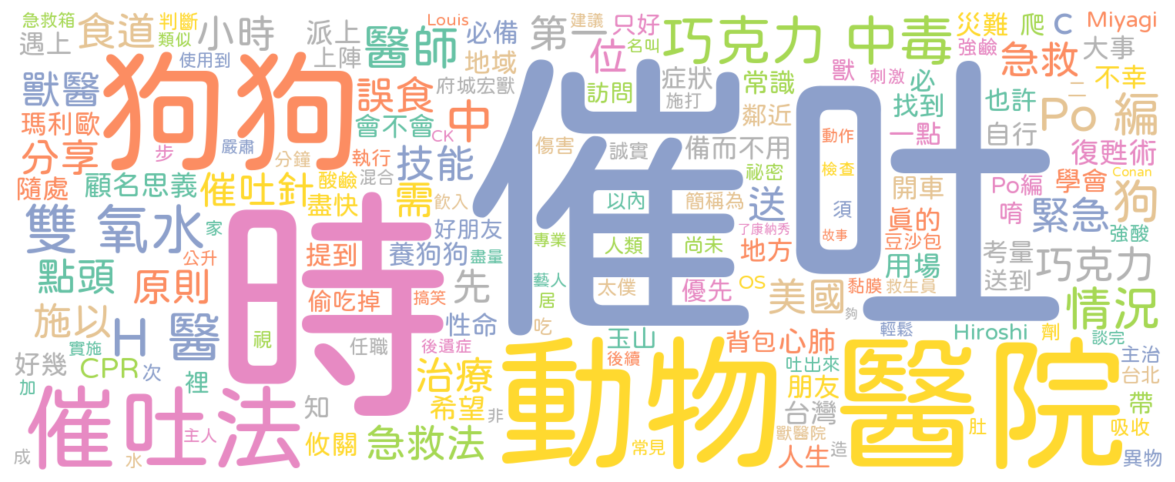 急救箱
遇上
食道
判斷
類似
小時
使用到
派上
上陣
醫師
Louis
必備
地域
府城宏獸
第一
建議
名叫
位
只好
訪問
巧克力
中毒
症狀
施打
常識
獸
刺激
強鹼
必
找到
一點
災難
急救
也許
自行
爬
C
二
Miyagi
大事
不幸
Po 編
復甦術
獸醫
瑪利歐
分享
狗狗
誤食
會不會
中
CK
技能
步
嚴肅
分鐘
執行
隨處
顧名思義
催吐針
酸鹼
混合
盡快
需
飲入
傷害
誠實
備而不用
鄰近
祕密
動作
檢查
須
故事
開車
Po編
學會
Conan
狗
催吐
以內
簡稱為
送
真的
豆沙包
唷
緊急
強酸
雙 氧水
家
公升
時
提到
養狗狗
好朋友
盡量
專業
人類
尚未
了康納秀
地方
用場
考量
送到
巧克力
點頭
原則
偷吃掉
搞笑
先
藝人
居
吃
太僕
優先
OS
美國
黏膜
救生員
夠
輕鬆
情況
施以
H 醫
視
任職
性命
後遺症
玉山
後續
背包
心肺
吐出來
Hiroshi
劑
談完
好幾
實施
加
CPR
次
裡
治療
希望
非
動物
醫院
朋友
台灣
主治
台北
帶
催吐法
成
水
主人
知
攸關
急救法
常見
獸醫院
人生
造
肚
吸收
異物